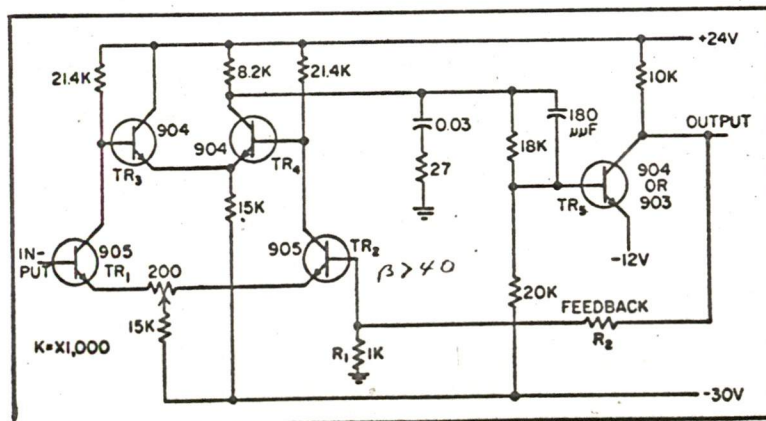 +24V
21.4K
8.2K
21.4K
10K
904
904
TR3
TR4
0.03
27
18K
180
μμF
OUTPUT
904
OR
903
TR5
-12V
15K
IN-
PUT
905
TR1
200
905
TR2
β>40
15K
20K
FEEDBACK
R2
K=X1,000
R1
1K
-30V